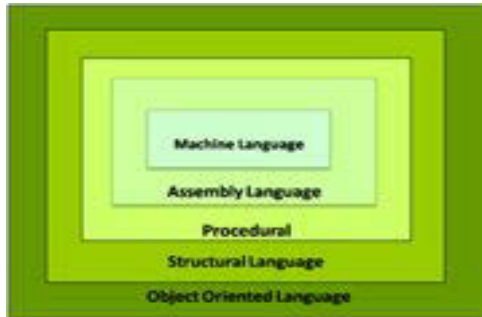 Machine Language
Assembly Language
Procedural
Structural Language
Object Oriented Language